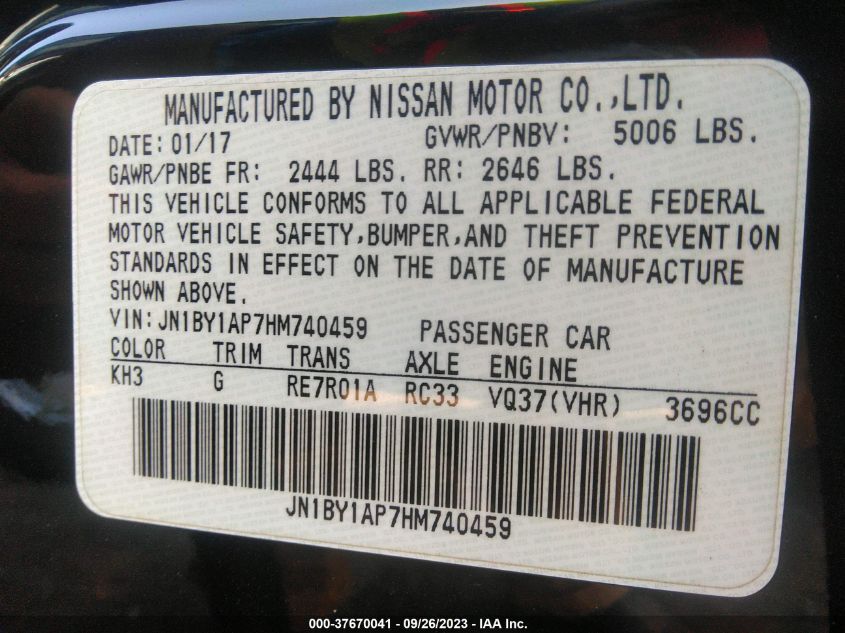 MANUFACTURED BY NISSAN MOTOR CO.,LTD.
DATE: 01/17 GVWR/PNBV: 5006 LBS.
GAWR/PNBE FR: 2444 LBS. RR: 2646 LBS.
THIS VEHICLE CONFORMS TO ALL APPLICABLE FEDERAL
MOTOR VEHICLE SAFETY,BUMPER,AND THEFT PREVENTION
STANDARDS IN EFFECT ON THE DATE OF MANUFACTURE
SHOWN ABOVE.
VIN:JN1BY1AP7HM740459 PASSENGER CAR
COLOR TRIM TRANS AXLE ENGINE
KH3 G RE7R01A RC33 VQ37(VHR) 3696CC
JN1BY1AP7HM740459
000-37670041 - 09/26/2023 - IAA Inc.